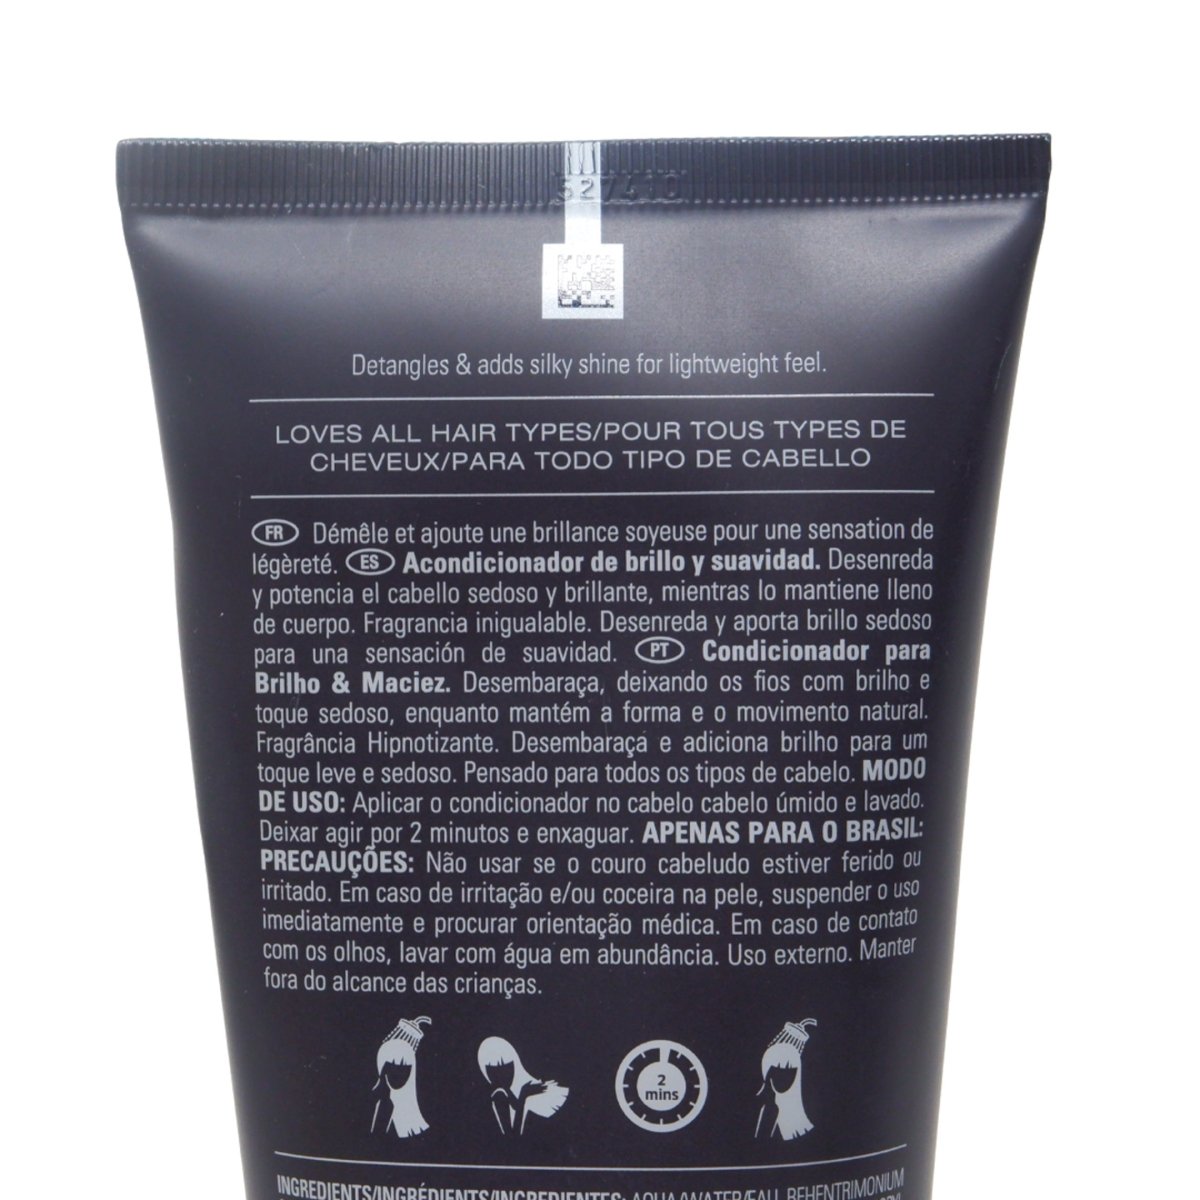 Detangles & adds silky shine for lightweight feel.
LOVES ALL HAIR TYPES/POUR TOUS TYPES DE
CHEVEUX/PARA TODO TIPO DE CABELLO
FR Démêle et ajoute une brillance soyeuse pour une sensation de
légèreté. ES Acondicionador de brillo y suavidad. Desenreda
y potencia el cabello sedoso y brillante, mientras lo mantiene lleno
de cuerpo. Fragrancia inigualable. Desenreda y aporta brillo sedoso
para una sensación de suavidad. PT Condicionador para
Brilho & Maciez. Desembaraça, deixando os fios com brilho e
toque sedoso, enquanto mantém a forma e o movimento natural.
Fragrância Hipnotizante. Desembaraça e adiciona brilho para um
toque leve e sedoso. Pensado para todos os tipos de cabelo. MODO
DE USO: Aplicar o condicionador no cabelo cabelo úmido e lavado.
Deixar agir por 2 minutos e enxaguar. APENAS PARA O BRASIL:
PRECAUÇÕES: Não usar se o couro cabeludo estiver ferido ou
irritado. Em caso de irritação e/ou coceira na pele, suspender o uso
imediatamente e procurar orientação médica. Em caso de contato
com os olhos, lavar com água em abundância. Uso externo. Manter
fora do alcance das crianças.
2
mins
INGREDIENTS/INGRÉDIENTS/INGREDIENTES: AQUA/WATER/EAU, BEHENTRIMONIUM